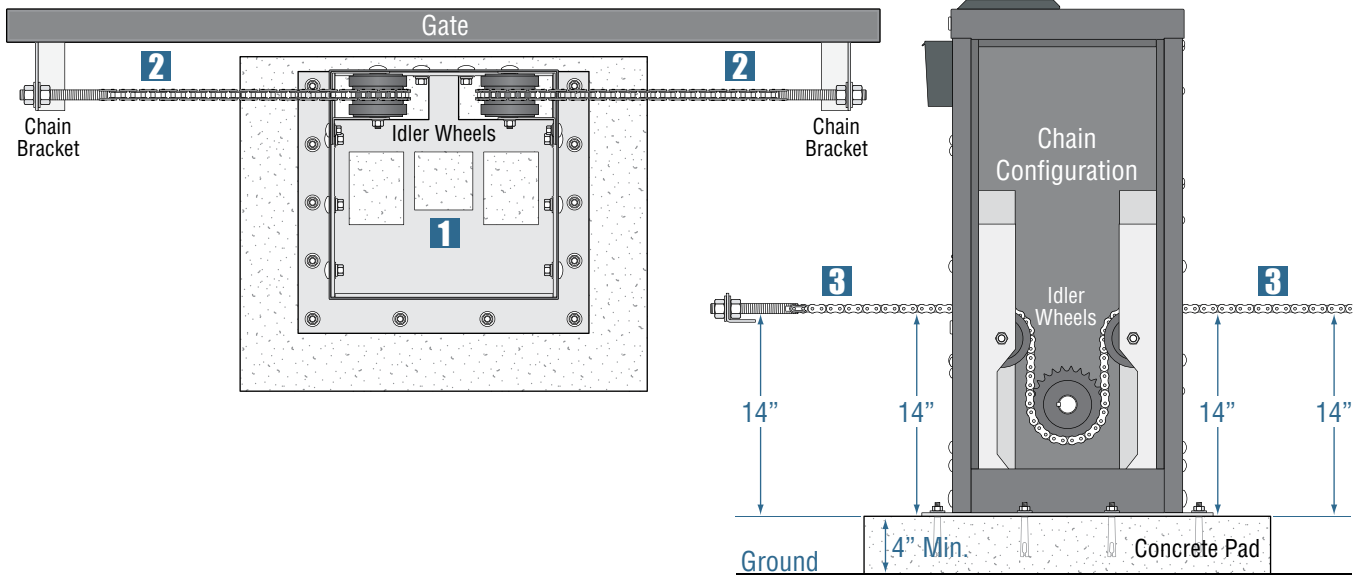 Gate
2
2
Chain
Bracket
Idler Wheels
Chain
Bracket
1
Chain
Configuration
3
3
Idler
Wheels
14”
14”
14”
14”
4” Min.
Concrete Pad
Ground